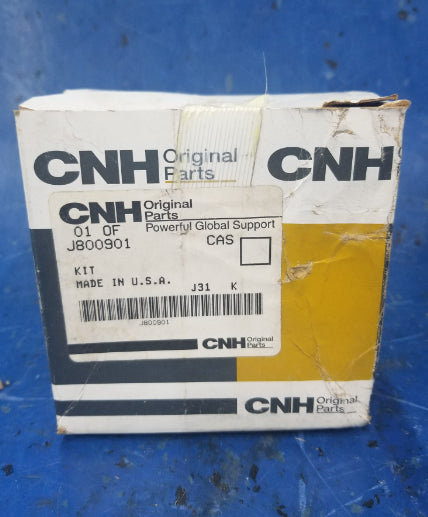 CNH Original Parts CNH
CNH Original Parts
Powerful Global Support
01 OF
J800901 CAS
KIT
MADE IN U.S.A. J31 K
J800901
CNH Original Parts
CNH Original Parts